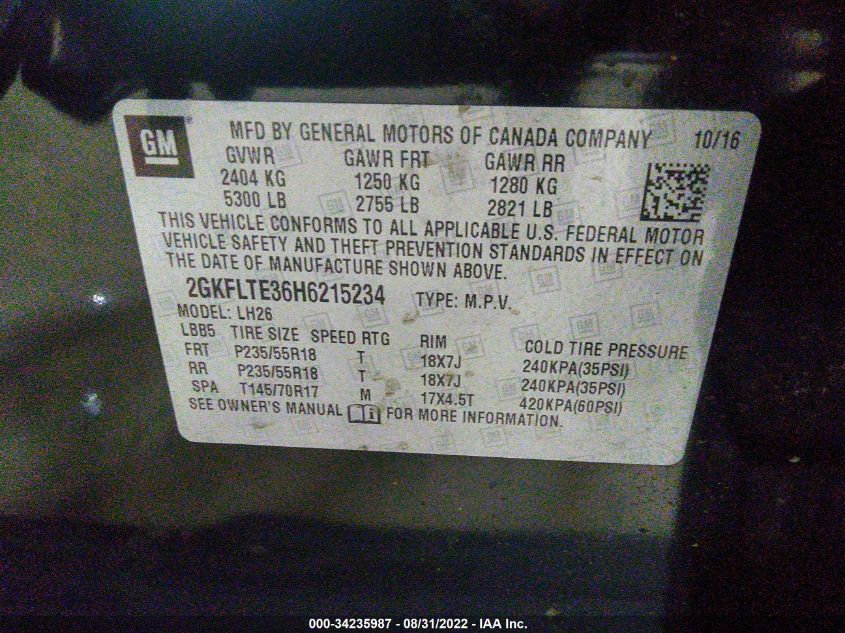 GM
MFD BY GENERAL MOTORS OF CANADA COMPANY 10/16
GVWR GAWR FRT GAWR RR
2404 KG 1250 KG 1280 KG
5300 LB 2755 LB 2821 LB
THIS VEHICLE CONFORMS TO ALL APPLICABLE U.S. FEDERAL MOTOR
VEHICLE SAFETY AND THEFT PREVENTION STANDARDS IN EFFECT ON
THE DATE OF MANUFACTURE SHOWN ABOVE.
2GKFLTE36H6215234 TYPE: M.P.V.
MODEL: LH26
LBB5 TIRE SIZE SPEED RTG RIM COLD TIRE PRESSURE
FRT P235/55R18 T 18X7J 240KPA(35PSI)
RR P235/55R18 T 18X7J 240KPA(35PSI)
SPA T145/70R17 M 17X4.5T 420KPA(60PSI)
SEE OWNER'S MANUAL FOR MORE INFORMATION.
000-34235987 - 08/31/2022 - IAA Inc.